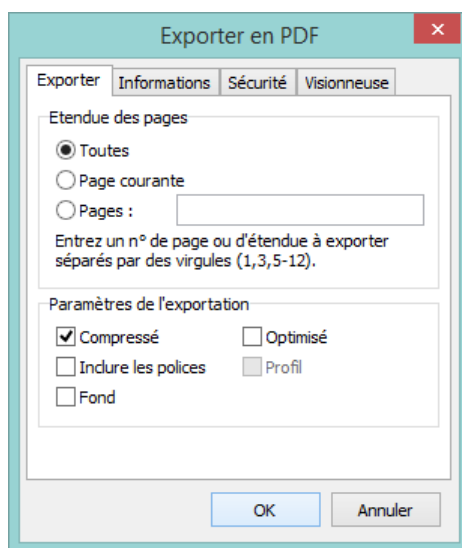 Exporter en PDF
Exporter Informations Sécurité Visionneuse
Etendue des pages
Toutes
Page courante
Pages :
Entrez un n° de page ou d'étendue à exporter
séparés par des virgules (1,3,5-12).
Paramètres de l'exportation
Compressé Optimisé
Inclure les polices Profil
Fond
OK Annuler